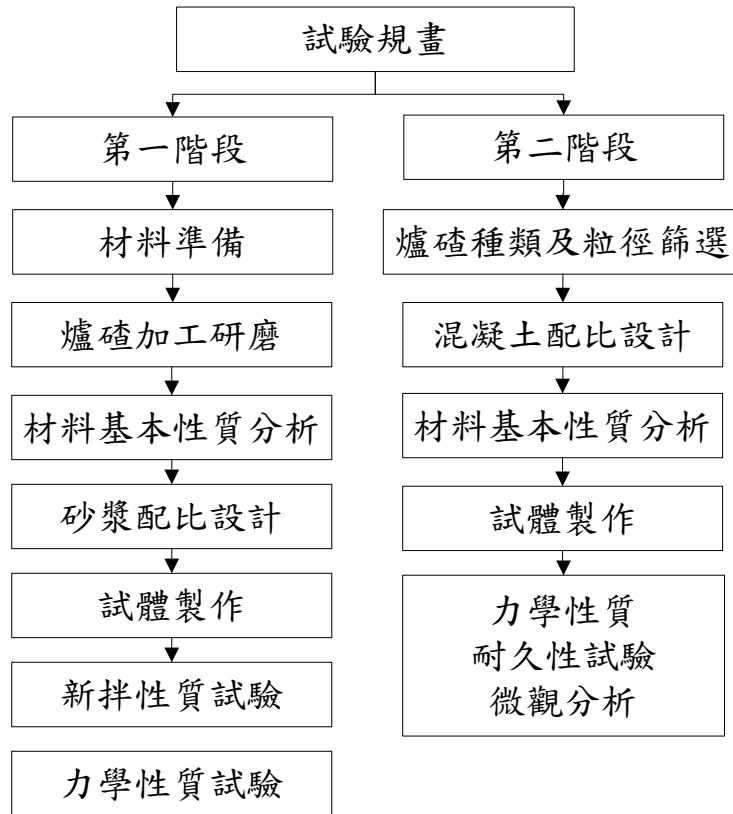 試驗規畫
第一階段
材料準備
爐碴加工研磨
材料基本性質分析
砂漿配比設計
試體製作
新拌性質試驗
力學性質試驗
第二階段
爐碴種類及粒徑篩選
混凝土配比設計
材料基本性質分析
試體製作
力學性質
耐久性試驗
微觀分析